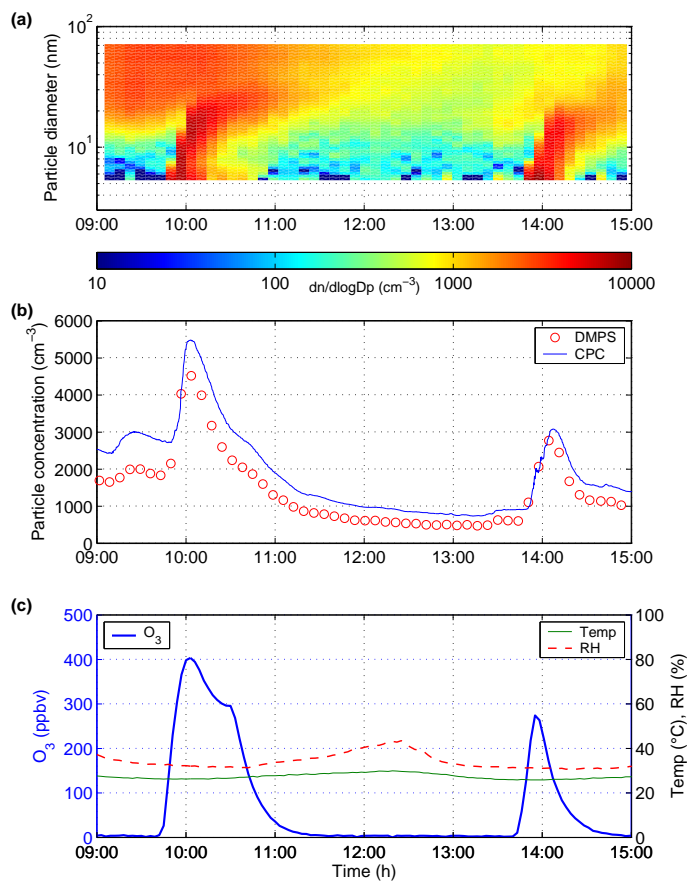 (a)
10²
Particle diameter (nm)
10¹
09:00 10:00 11:00 12:00 13:00 14:00 15:00
10 100 dn/dlogDp (cm⁻³) 1000 10000
(b)
6000
5000
4000
3000
2000
1000
0
Particle concentration (cm⁻³)
DMPS
CPC
09:00 10:00 11:00 12:00 13:00 14:00 15:00
(c)
500
400
300
200
100
0
O₃ (ppbv)
O₃
Temp
RH
100
80
60
40
20
0
Temp (°C), RH (%)
09:00 10:00 11:00 12:00 13:00 14:00 15:00
Time (h)